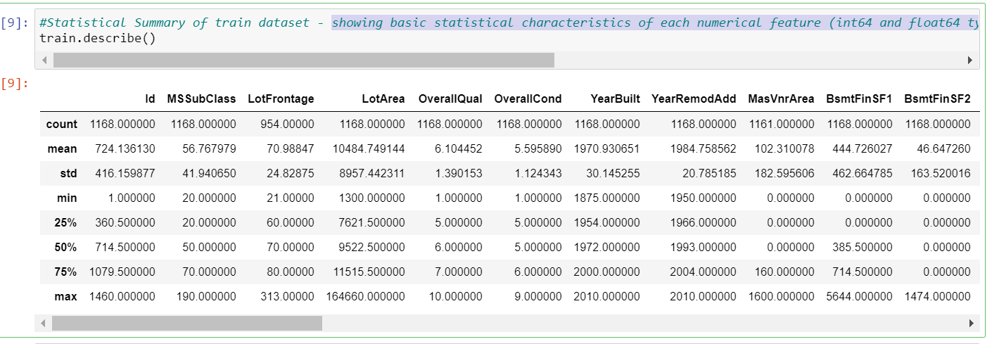 [9]: #Statistical Summary of train dataset - showing basic statistical characteristics of each numerical feature (int64 and float64 ty
train.describe()
[9]:
Id MSSubClass LotFrontage LotArea OverallQual OverallCond YearBuilt YearRemodAdd MasVnrArea BsmtFinSF1 BsmtFinSF2
count 1168.000000 1168.000000 954.00000 1168.000000 1168.000000 1168.000000 1168.000000 1168.000000 1161.000000 1168.000000 1168.000000
mean 724.136130 56.767979 70.98847 10484.749144 6.104452 5.595890 1970.930651 1984.758562 102.310078 444.726027 46.647260
std 416.159877 41.940650 24.82875 8957.442311 1.390153 1.124343 30.145255 20.785185 182.595606 462.664785 163.520016
min 1.000000 20.000000 21.00000 1300.000000 1.000000 1.000000 1875.000000 1950.000000 0.000000 0.000000 0.000000
25% 360.500000 20.000000 60.00000 7621.500000 5.000000 5.000000 1954.000000 1966.000000 0.000000 0.000000 0.000000
50% 714.500000 50.000000 70.00000 9522.500000 6.000000 5.000000 1972.000000 1993.000000 0.000000 385.500000 0.000000
75% 1079.500000 70.000000 80.00000 11515.500000 7.000000 6.000000 2000.000000 2004.000000 160.000000 714.500000 0.000000
max 1460.000000 190.000000 313.00000 164660.000000 10.000000 9.000000 2010.000000 2010.000000 1600.000000 5644.000000 1474.000000